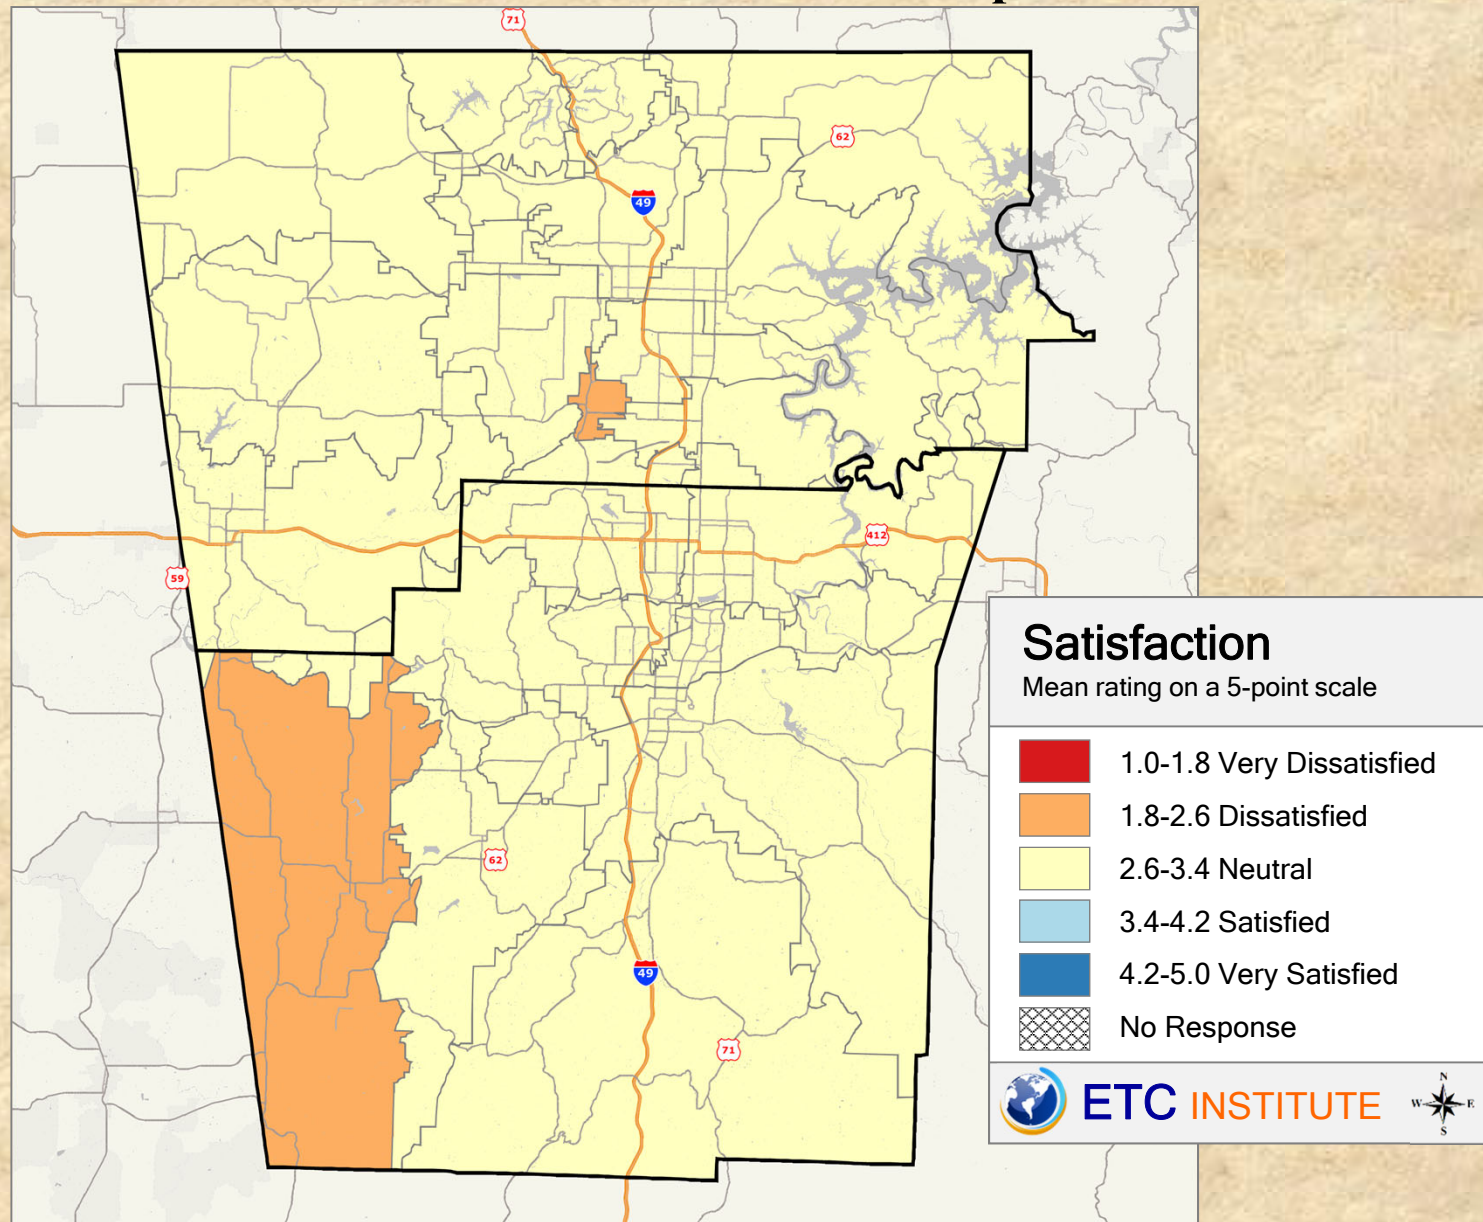 71
62
49
412
59
62
49
71
Satisfaction
Mean rating on a 5-point scale
1.0-1.8 Very Dissatisfied
1.8-2.6 Dissatisfied
2.6-3.4 Neutral
3.4-4.2 Satisfied
4.2-5.0 Very Satisfied
No Response
ETC INSTITUTE
N
W E
S